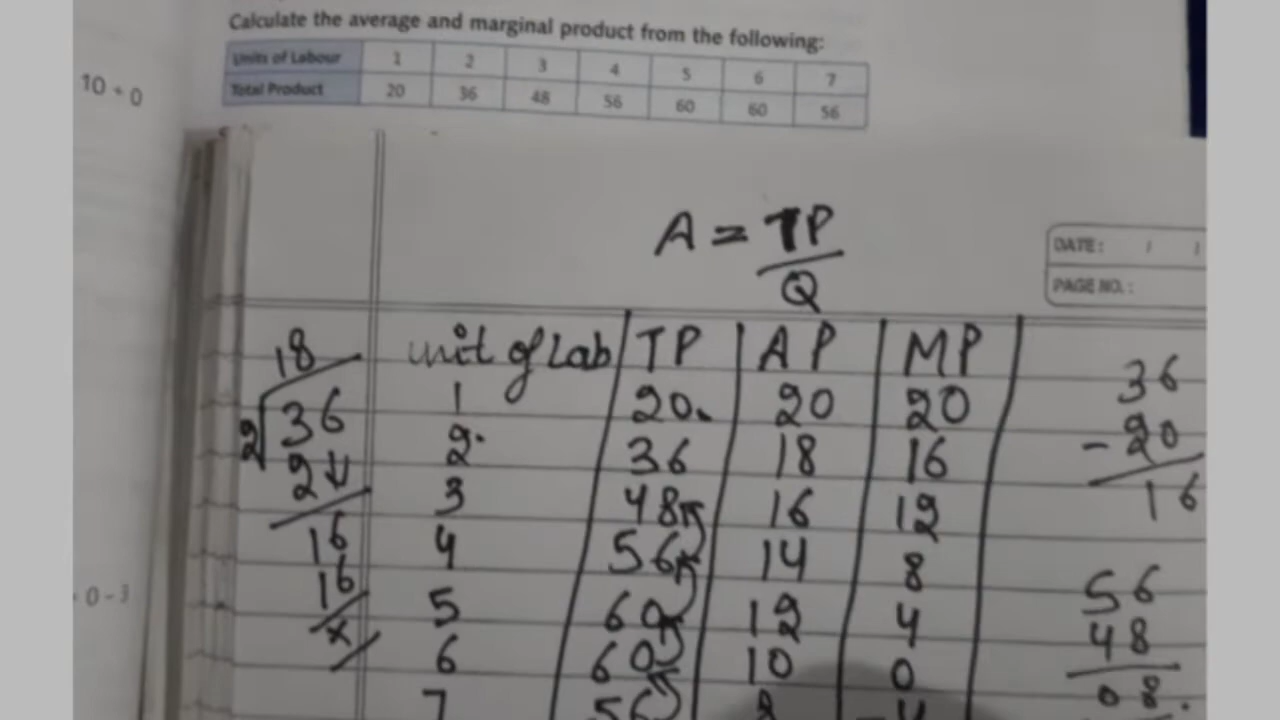 Calculate the average and marginal product from the following:
Units of Labour 1 2 3 4 5 6 7
Total Product 20 36 48 56 60 60 56
10 + 0
A = TP
Q
DATE: / /
PAGE NO.:
unit of Lab TP AP MP
1 20 20 20
2 36 18 16
3 48 16 12
4 56 14 8
5 60 12 4
6 60 10 0
7 56 8 -4
18
2 36
2
16
16
x
36
- 20
16
56
48
08